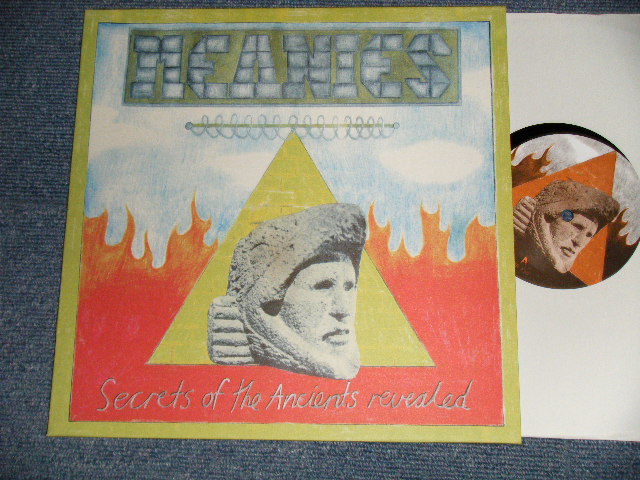 MEANIES
Secrets of the Ancients revealed
A